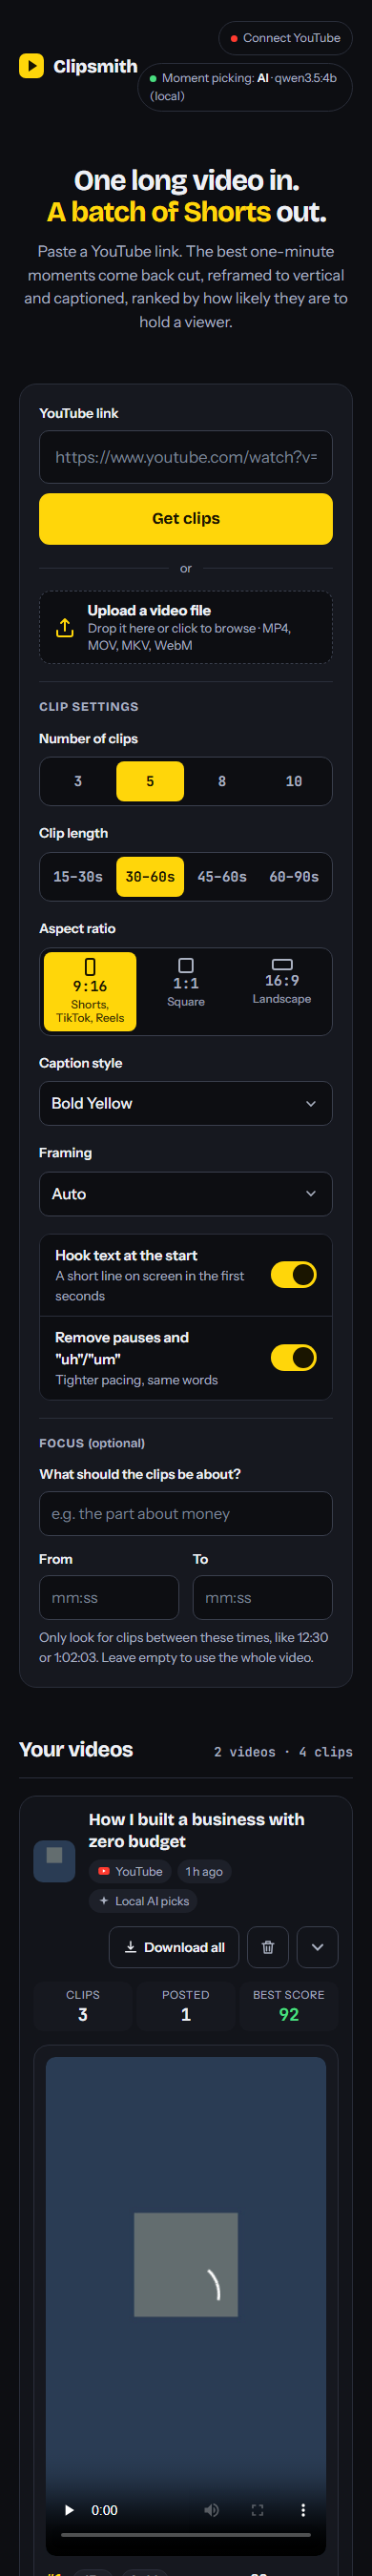 Connect YouTube
Clipsmith
Moment picking: AI · qwen3.5:4b
(local)
One long video in.
A batch of Shorts out.
Paste a YouTube link. The best one-minute
moments come back cut, reframed to vertical
and captioned, ranked by how likely they are to
hold a viewer.
YouTube link
https://www.youtube.com/watch?v=
Get clips
or
Upload a video file
Drop it here or click to browse · MP4,
MOV, MKV, WebM
CLIP SETTINGS
Number of clips
3 5 8 10
Clip length
15–30s 30–60s 45–60s 60–90s
Aspect ratio
9:16 1:1 16:9
Shorts, Square Landscape
TikTok, Reels
Caption style
Bold Yellow
Framing
Auto
Hook text at the start
A short line on screen in the first
seconds
Remove pauses and
"uh"/"um"
Tighter pacing, same words
FOCUS (optional)
What should the clips be about?
e.g. the part about money
From To
mm:ss mm:ss
Only look for clips between these times, like 12:30
or 1:02:03. Leave empty to use the whole video.
Your videos 2 videos · 4 clips
How I built a business with
zero budget
YouTube 1 h ago
Local AI picks
Download all
CLIPS POSTED BEST SCORE
3 1 92
0:00